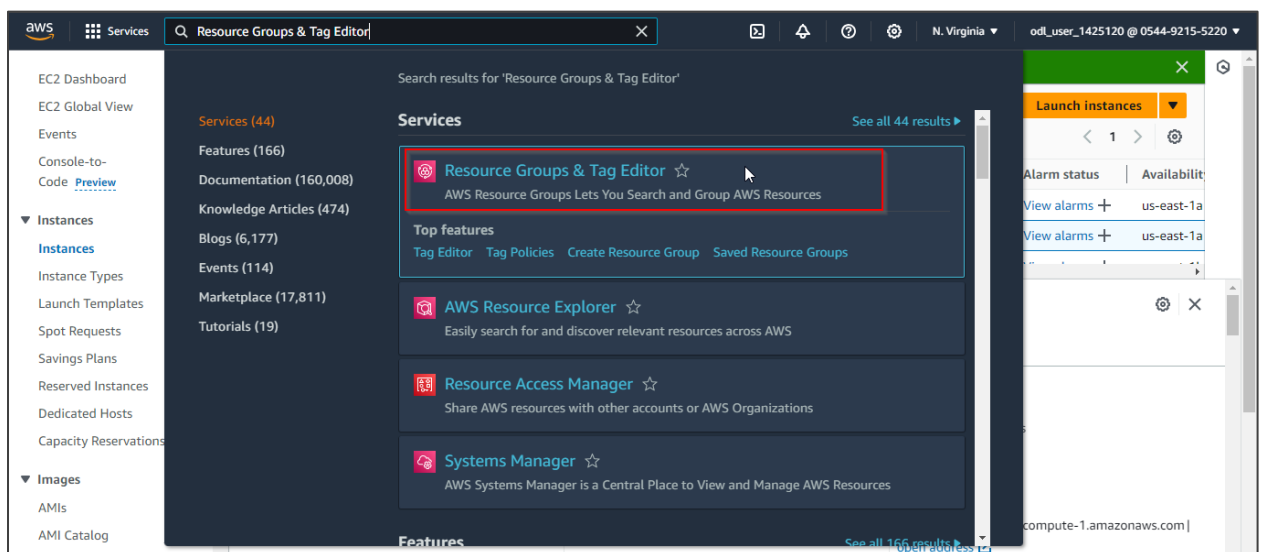 aws
Services
Resource Groups & Tag Editor
N. Virginia ▼
odl_user_1425120 @ 0544-9215-5220 ▼
EC2 Dashboard
EC2 Global View
Events
Console-to-
Code Preview
▼ Instances
Instances
Instance Types
Launch Templates
Spot Requests
Savings Plans
Reserved Instances
Dedicated Hosts
Capacity Reservations
▼ Images
AMIs
AMI Catalog
Search results for 'Resource Groups & Tag Editor'
Services (44)
Features (166)
Documentation (160,008)
Knowledge Articles (474)
Blogs (6,177)
Events (114)
Marketplace (17,811)
Tutorials (19)
Services
See all 44 results ▶
Resource Groups & Tag Editor
AWS Resource Groups Lets You Search and Group AWS Resources
Top features
Tag Editor Tag Policies Create Resource Group Saved Resource Groups
AWS Resource Explorer
Easily search for and discover relevant resources across AWS
Resource Access Manager
Share AWS resources with other accounts or AWS Organizations
Systems Manager
AWS Systems Manager is a Central Place to View and Manage AWS Resources
Features
See all 166 results ▶
Launch instances ▼
1
Alarm status
Availabilit
View alarms +
us-east-1a
View alarms +
us-east-1a
compute-1.amazonaws.com |
open address